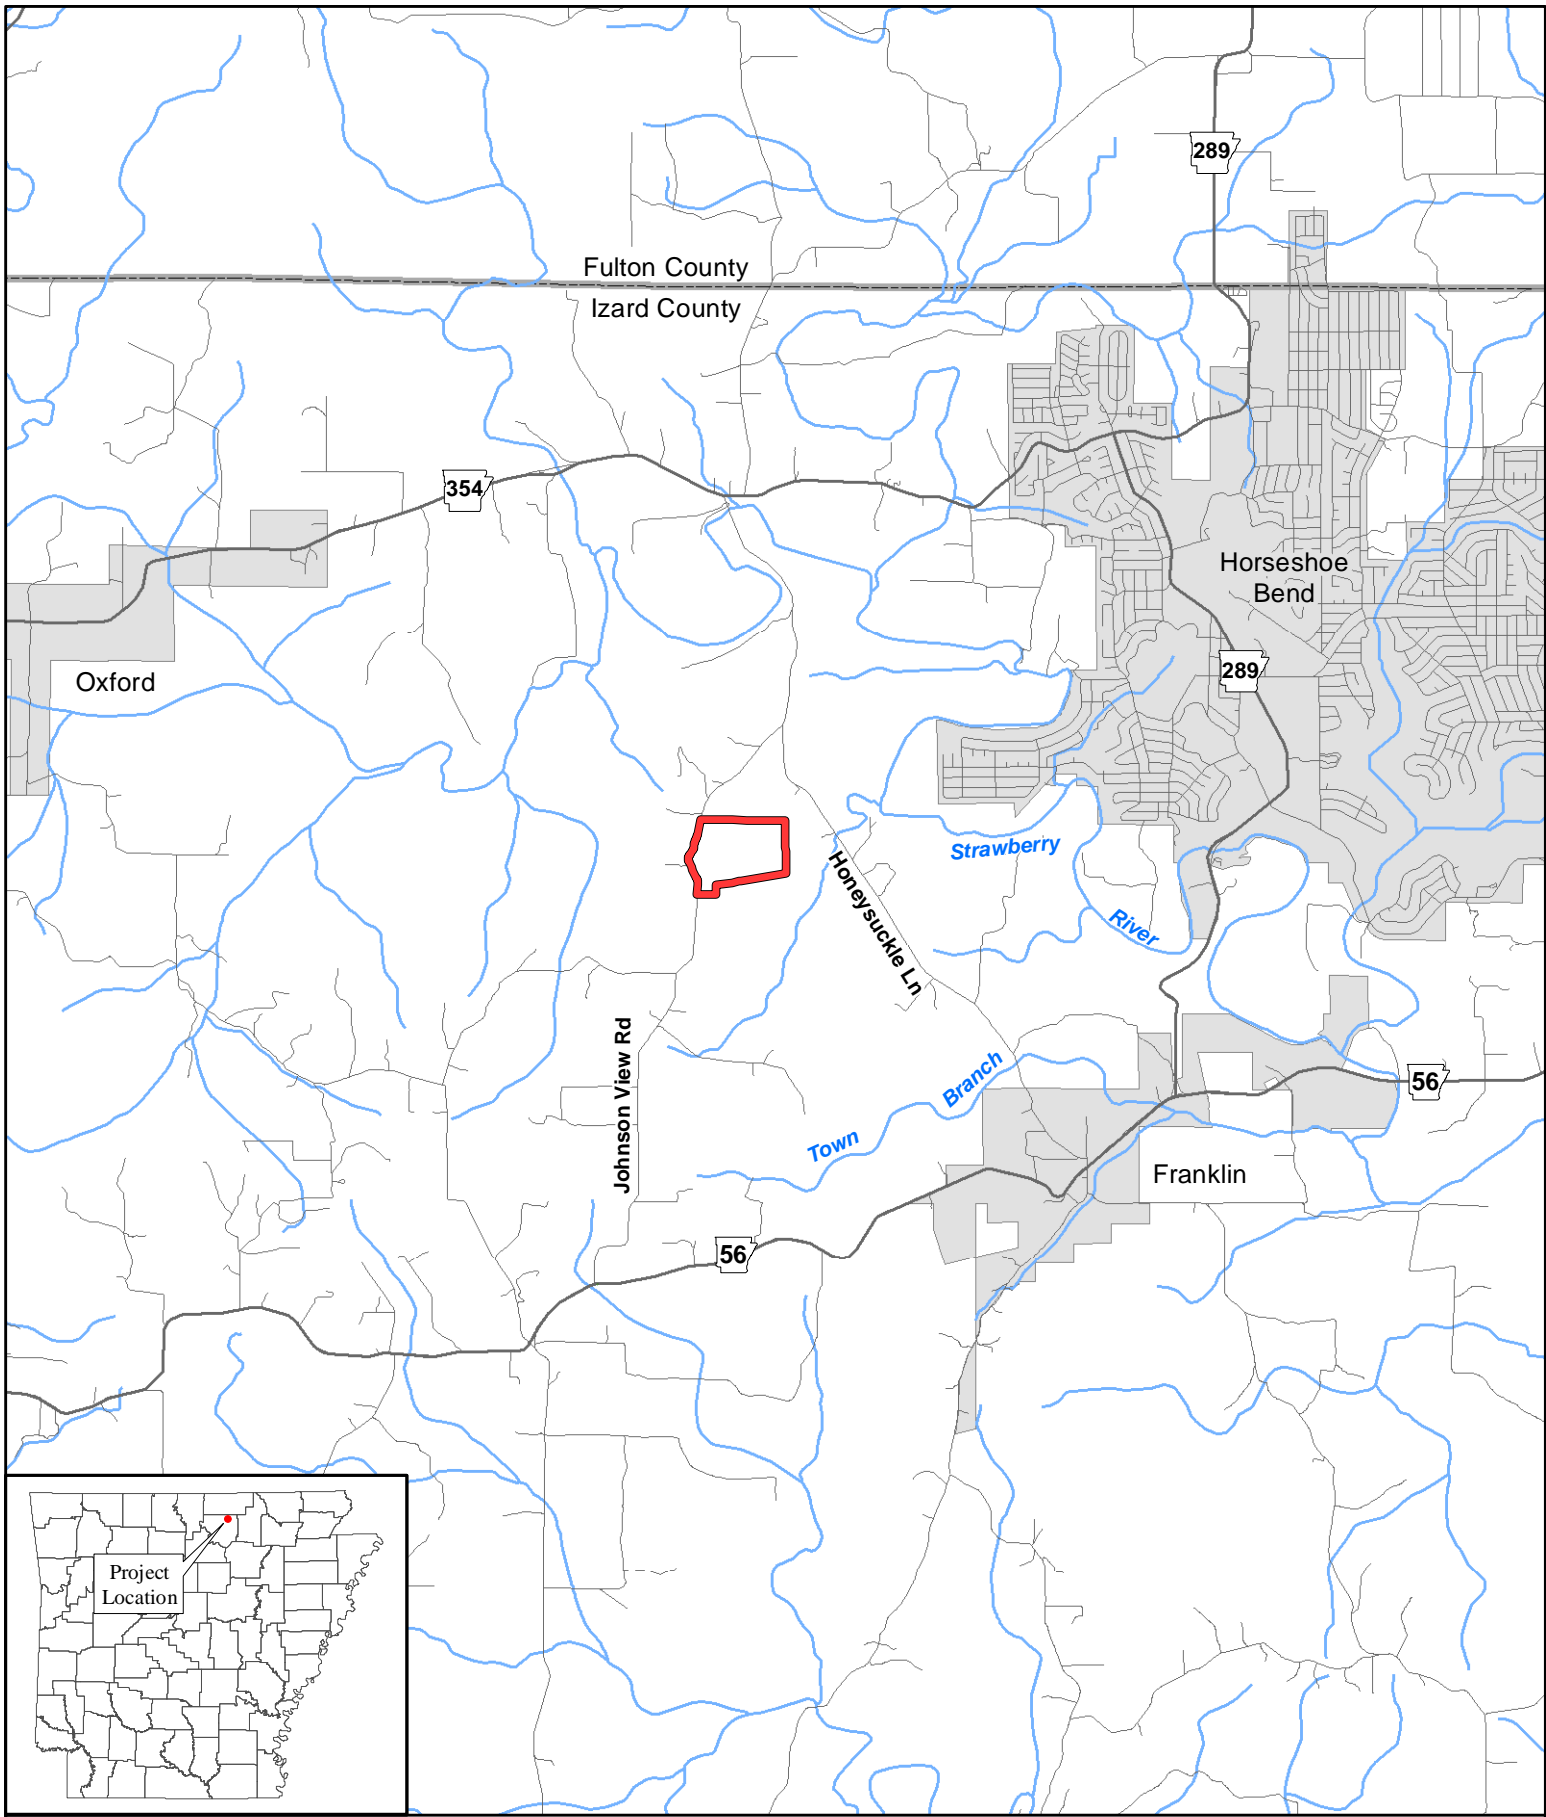 289
Fulton County
Izard County
354
Horseshoe
Bend
289
Oxford
Strawberry
River
Honeysuckle Ln
Johnson View Rd
Town
Branch
56
Franklin
56
Project
Location